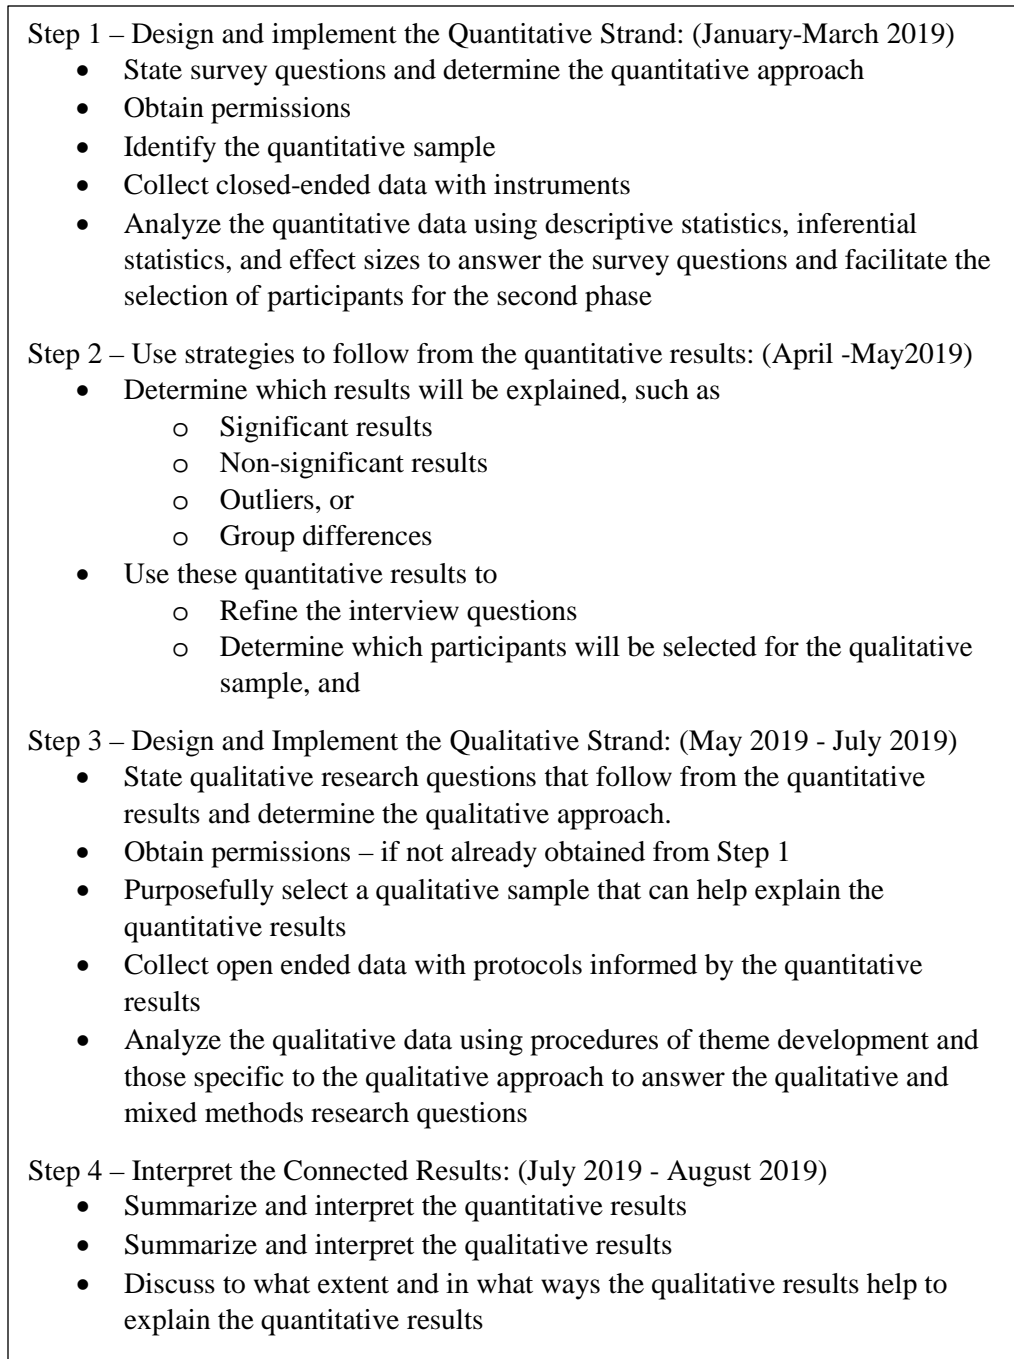 Step 1 – Design and implement the Quantitative Strand: (January-March 2019)
• State survey questions and determine the quantitative approach
• Obtain permissions
• Identify the quantitative sample
• Collect closed-ended data with instruments
• Analyze the quantitative data using descriptive statistics, inferential
statistics, and effect sizes to answer the survey questions and facilitate the
selection of participants for the second phase
Step 2 – Use strategies to follow from the quantitative results: (April -May2019)
• Determine which results will be explained, such as
o Significant results
o Non-significant results
o Outliers, or
o Group differences
• Use these quantitative results to
o Refine the interview questions
o Determine which participants will be selected for the qualitative
sample, and
Step 3 – Design and Implement the Qualitative Strand: (May 2019 - July 2019)
• State qualitative research questions that follow from the quantitative
results and determine the qualitative approach.
• Obtain permissions – if not already obtained from Step 1
• Purposefully select a qualitative sample that can help explain the
quantitative results
• Collect open ended data with protocols informed by the quantitative
results
• Analyze the qualitative data using procedures of theme development and
those specific to the qualitative approach to answer the qualitative and
mixed methods research questions
Step 4 – Interpret the Connected Results: (July 2019 - August 2019)
• Summarize and interpret the quantitative results
• Summarize and interpret the qualitative results
• Discuss to what extent and in what ways the qualitative results help to
explain the quantitative results